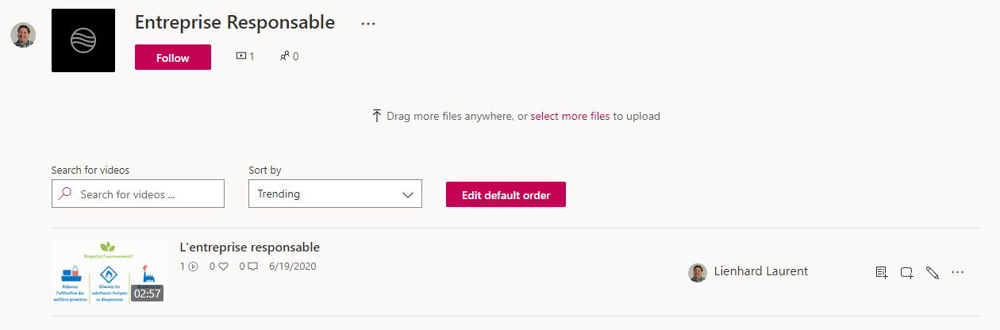 Entreprise Responsable ...
Follow 1 0
Drag more files anywhere, or select more files to upload
Search for videos Sort by
Search for videos ... Trending Edit default order
L'entreprise responsable
1 0 0 6/19/2020
Lienhard Laurent
Respectez l'environnement !
Réduisez
l'utilisation des
matières premières
Eliminez les
substances toxiques
ou dangereuses
02:57